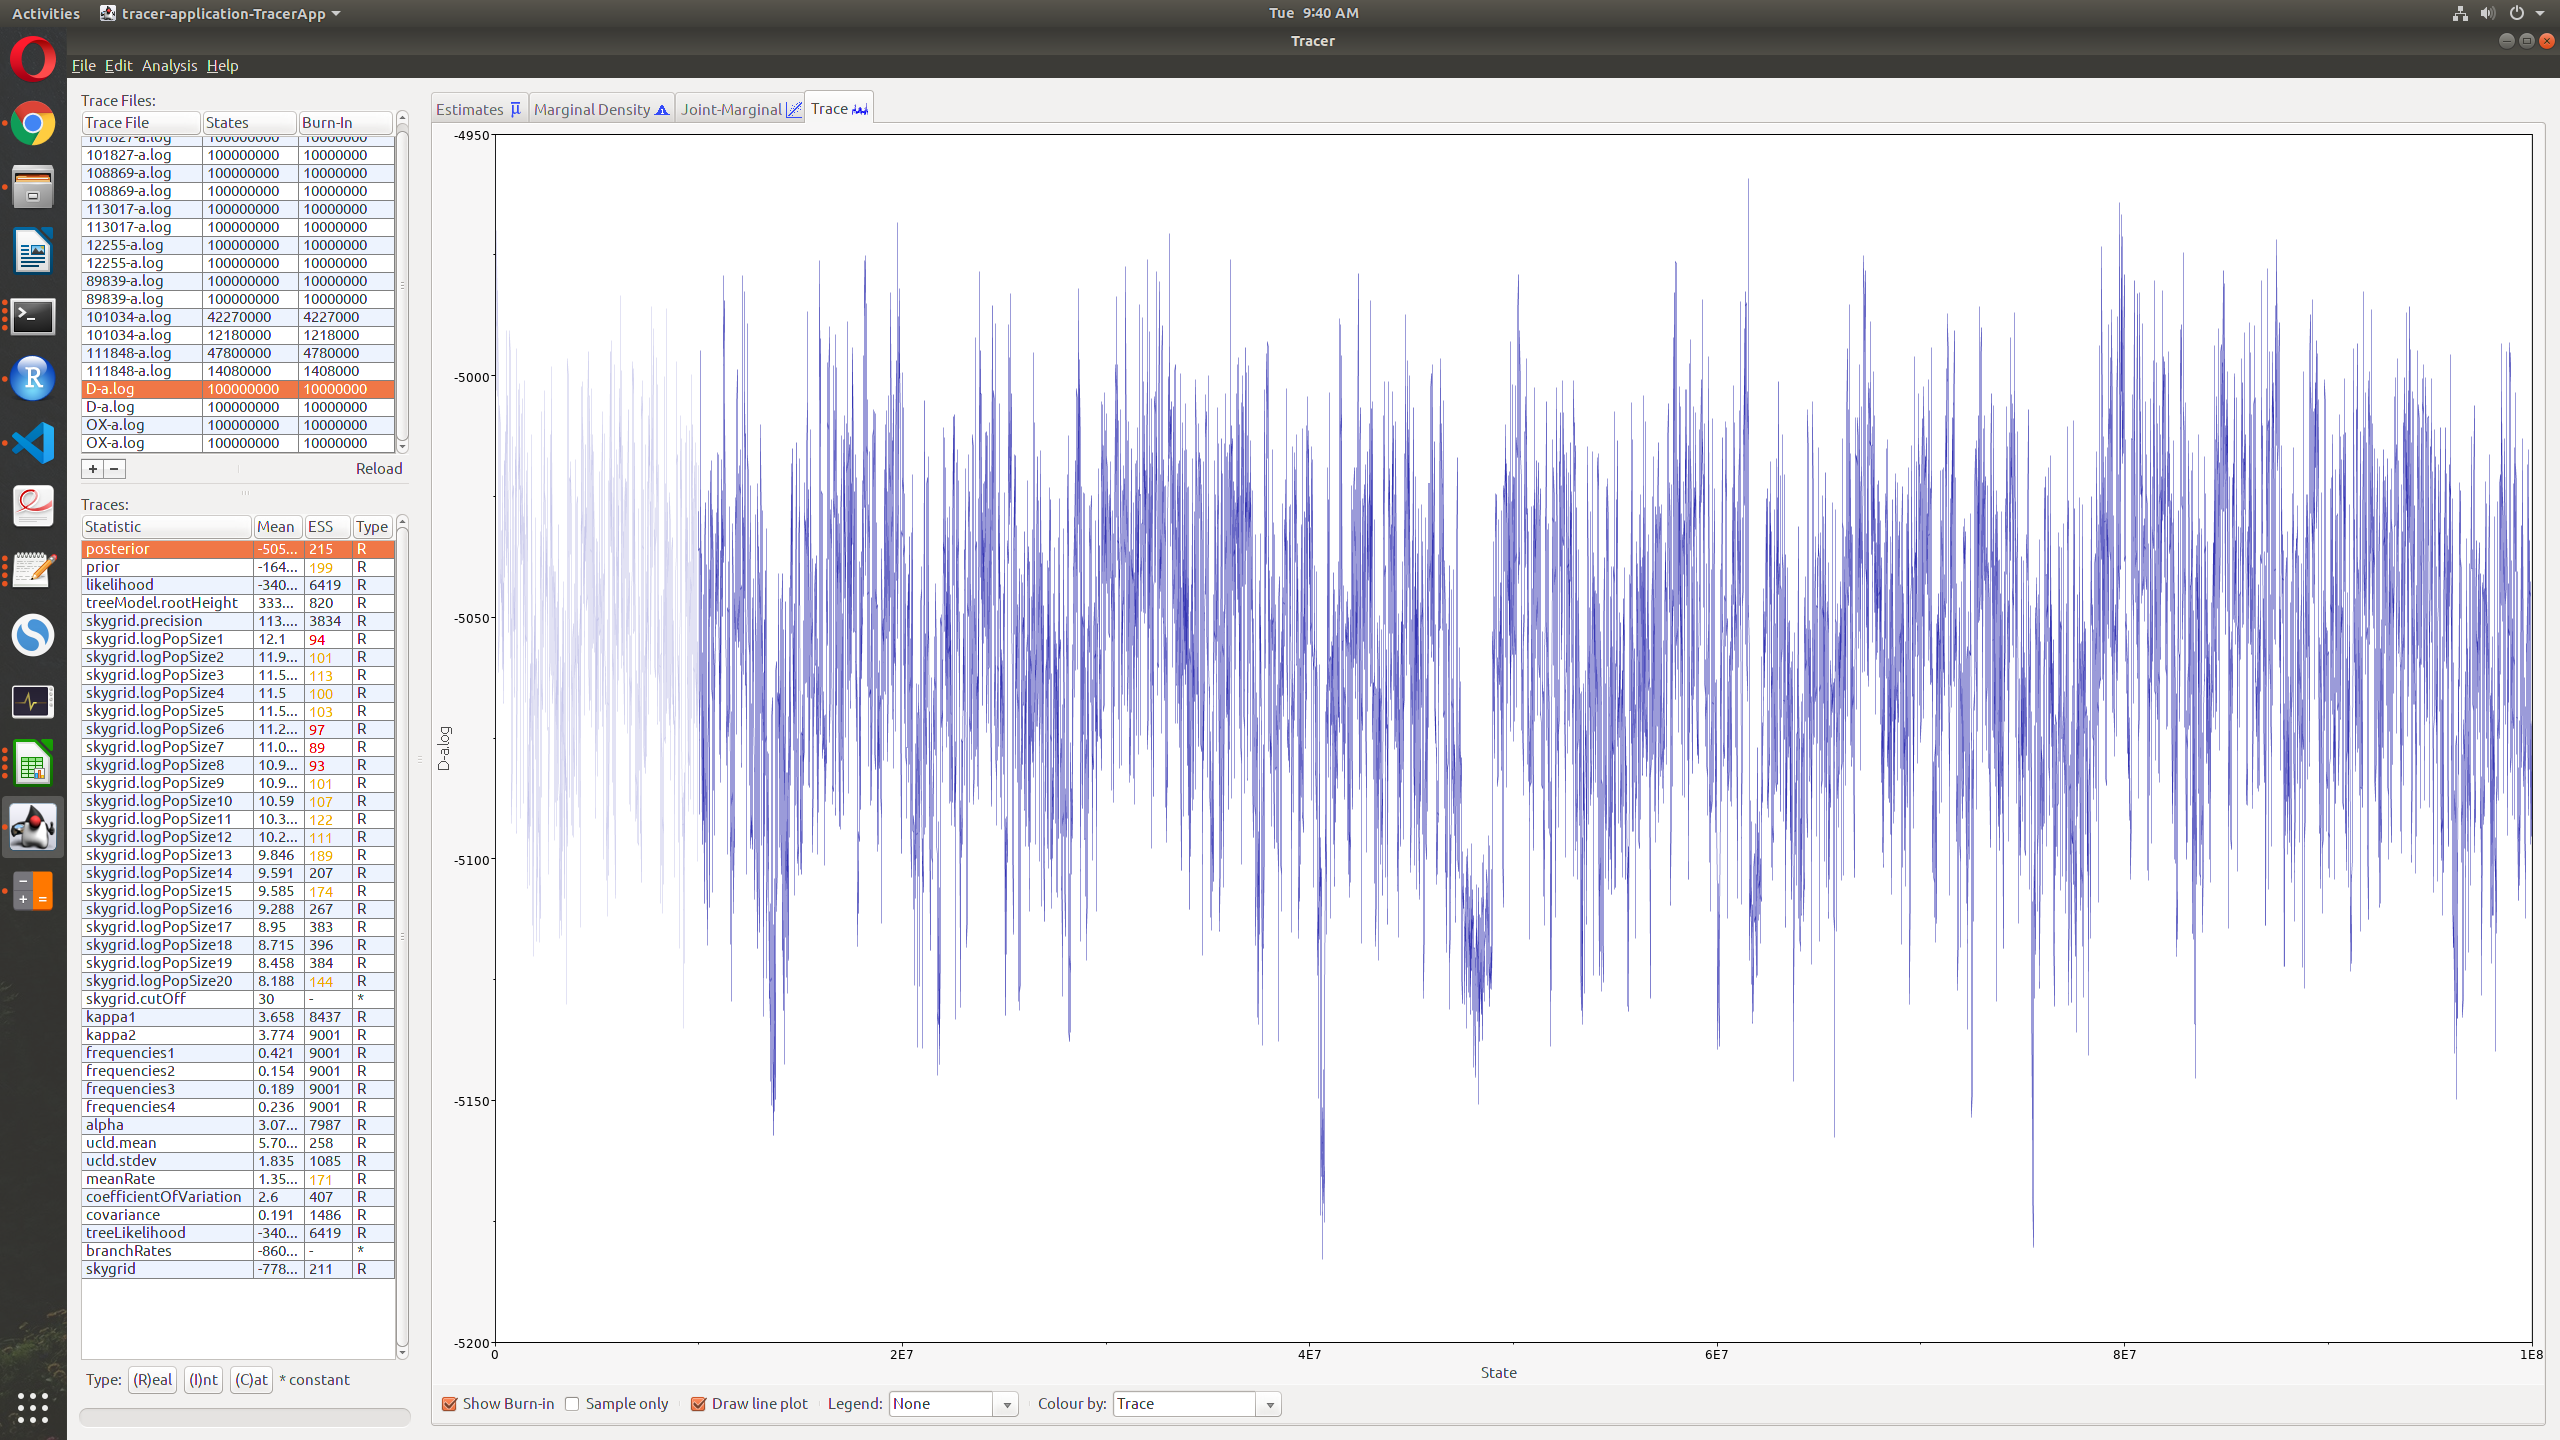 Activities tracer-application-TracerApp Tue 9:40 AM
Tracer
File Edit Analysis Help
Trace Files:
Trace File States Burn-In
101827-a.log 100000000 10000000
101827-a.log 100000000 10000000
108869-a.log 100000000 10000000
108869-a.log 100000000 10000000
113017-a.log 100000000 10000000
113017-a.log 100000000 10000000
12255-a.log 100000000 10000000
12255-a.log 100000000 10000000
89839-a.log 100000000 10000000
89839-a.log 100000000 10000000
101034-a.log 42270000 4227000
101034-a.log 12180000 1218000
111848-a.log 47800000 4780000
111848-a.log 14080000 1408000
D-a.log 100000000 10000000
D-a.log 100000000 10000000
OX-a.log 100000000 10000000
OX-a.log 100000000 10000000
+ - Reload
Traces:
Statistic Mean ESS Type
posterior -505... 215 R
prior -164... 199 R
likelihood -340... 6419 R
treeModel.rootHeight 333... 820 R
skygrid.precision 113.... 3834 R
skygrid.logPopSize1 12.1 94 R
skygrid.logPopSize2 11.9... 101 R
skygrid.logPopSize3 11.5... 113 R
skygrid.logPopSize4 11.5 100 R
skygrid.logPopSize5 11.5... 103 R
skygrid.logPopSize6 11.2... 97 R
skygrid.logPopSize7 11.0... 89 R
skygrid.logPopSize8 10.9... 93 R
skygrid.logPopSize9 10.9... 101 R
skygrid.logPopSize10 10.59 107 R
skygrid.logPopSize11 10.3... 122 R
skygrid.logPopSize12 10.2... 111 R
skygrid.logPopSize13 9.846 189 R
skygrid.logPopSize14 9.591 207 R
skygrid.logPopSize15 9.585 174 R
skygrid.logPopSize16 9.288 267 R
skygrid.logPopSize17 8.95 383 R
skygrid.logPopSize18 8.715 396 R
skygrid.logPopSize19 8.458 384 R
skygrid.logPopSize20 8.188 144 R
skygrid.cutOff 30 - *
kappa1 3.658 8437 R
kappa2 3.774 9001 R
frequencies1 0.421 9001 R
frequencies2 0.154 9001 R
frequencies3 0.189 9001 R
frequencies4 0.236 9001 R
alpha 3.07... 7987 R
ucld.mean 5.70... 258 R
ucld.stdev 1.835 1085 R
meanRate 1.35... 171 R
coefficientOfVariation 2.6 407 R
covariance 0.191 1486 R
treeLikelihood -340... 6419 R
branchRates -860... - *
skygrid -778... 211 R
Type: (R)eal (I)nt (C)at * constant
Estimates Marginal Density Joint-Marginal Trace
-4950
-5000
-5050
-5100
-5150
-5200
D-a.log
0 2E7 4E7 6E7 8E7 1E8
State
Show Burn-in Sample only Draw line plot Legend: None Colour by: Trace